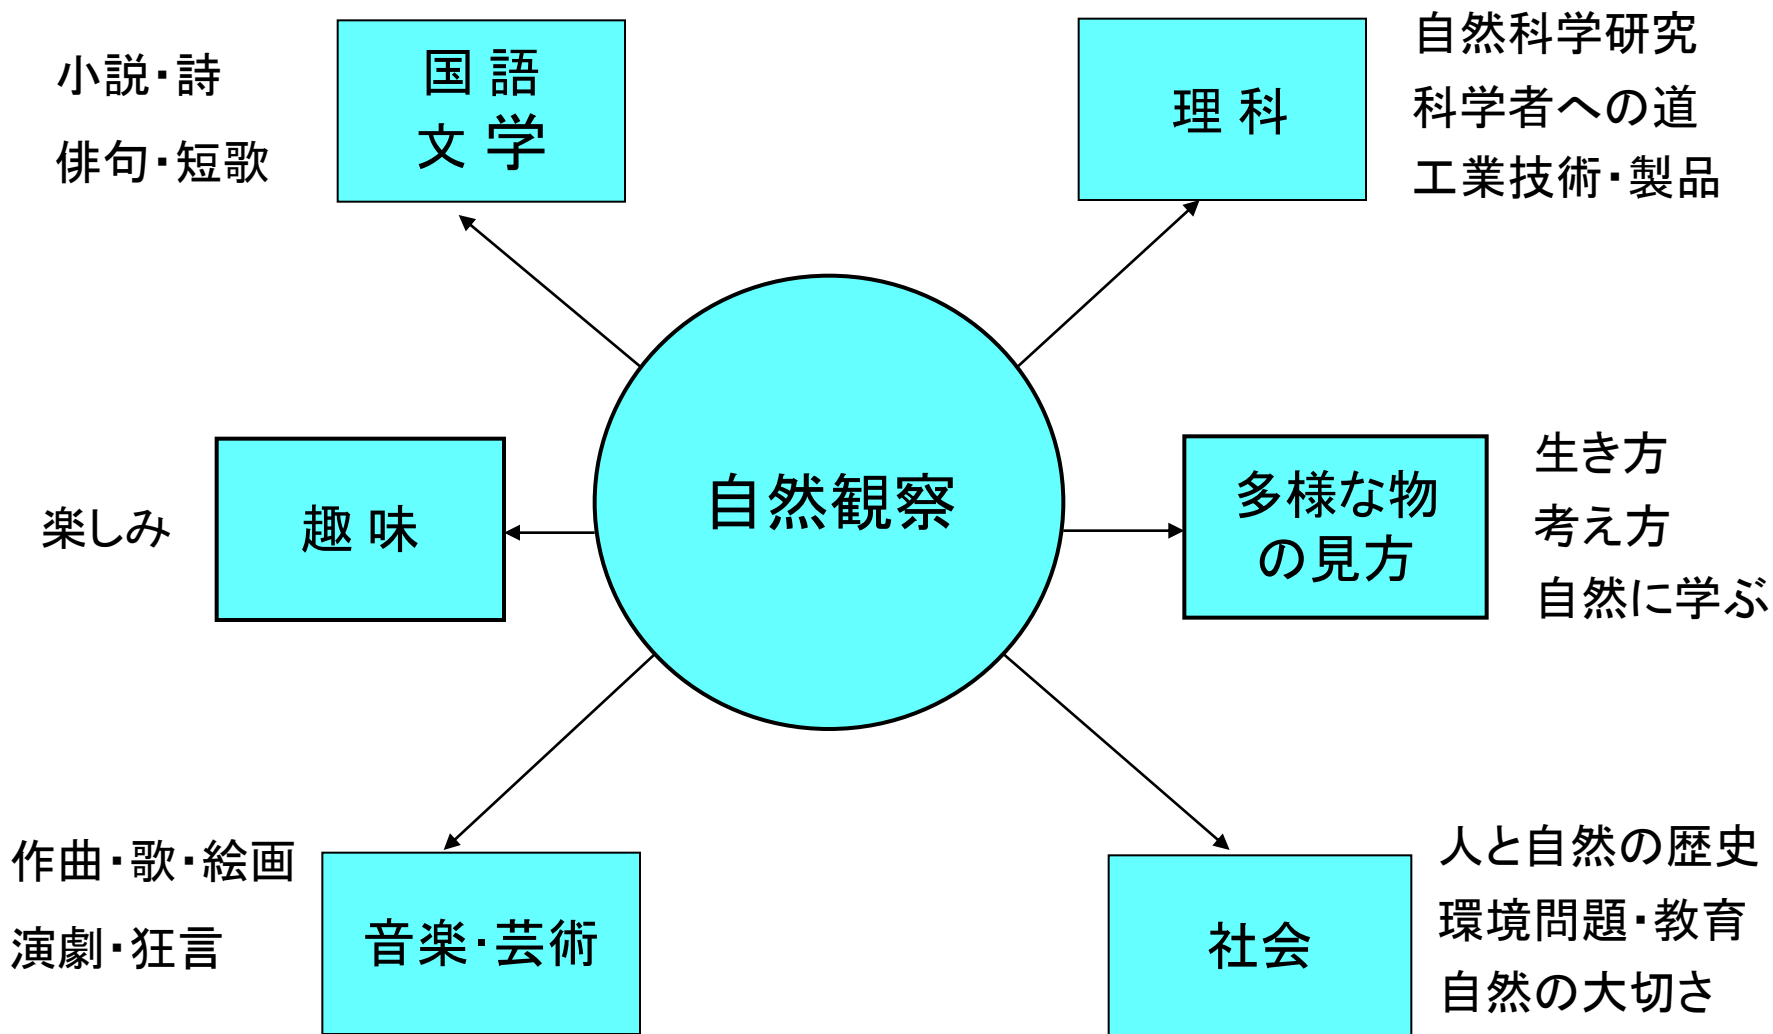 小説・詩
俳句・短歌
国 語
文 学
理 科
自然科学研究
科学者への道
工業技術・製品
楽しみ
趣 味
自然観察
多様な物
の見方
生き方
考え方
自然に学ぶ
作曲・歌・絵画
演劇・狂言
音楽・芸術
社会
人と自然の歴史
環境問題・教育
自然の大切さ